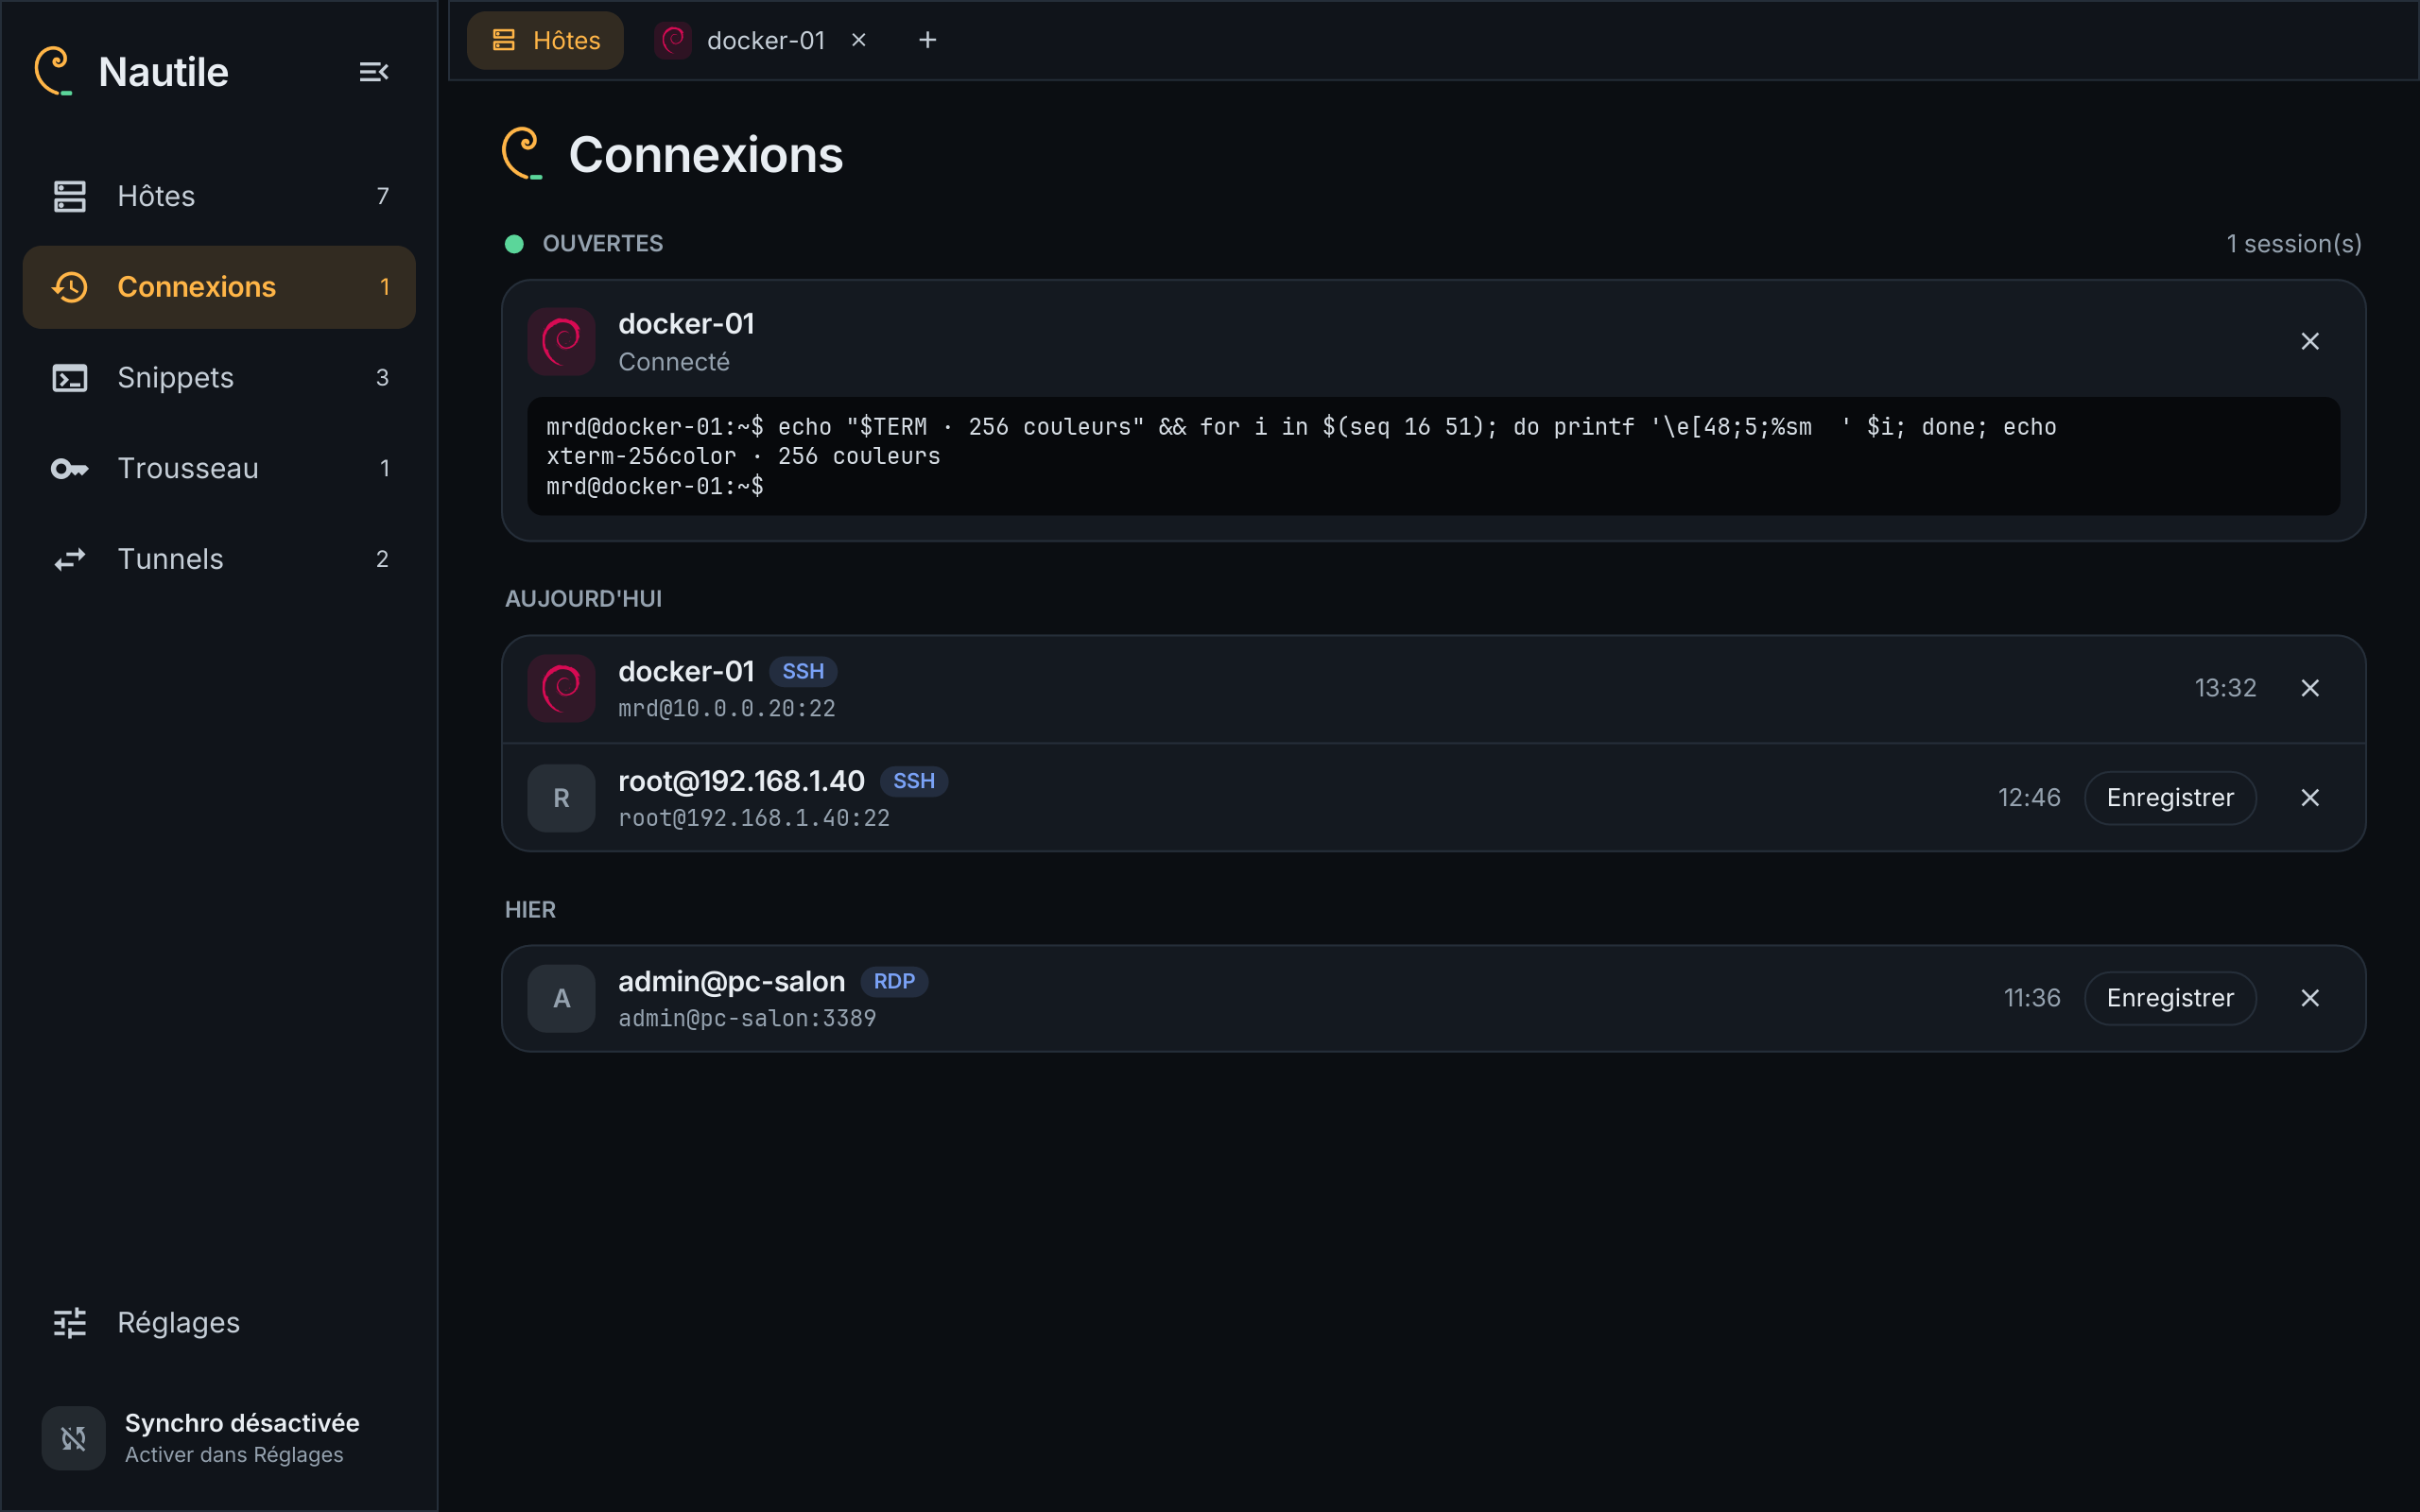 Nautile
Hôtes 7
Connexions 1
Snippets 3
Trousseau 1
Tunnels 2
Réglages
Synchro désactivée
Activer dans Réglages
Hôtes docker-01
Connexions
OUVERTES 1 session(s)
docker-01
Connecté
mrd@docker-01:~$ echo "$TERM · 256 couleurs" && for i in $(seq 16 51); do printf '\e[48;5;%sm  ' $i; done; echo
xterm-256color · 256 couleurs
mrd@docker-01:~$
AUJOURD'HUI
docker-01 SSH
mrd@10.0.0.20:22
13:32
root@192.168.1.40 SSH
root@192.168.1.40:22
R
12:46 Enregistrer
HIER
admin@pc-salon RDP
admin@pc-salon:3389
A
11:36 Enregistrer